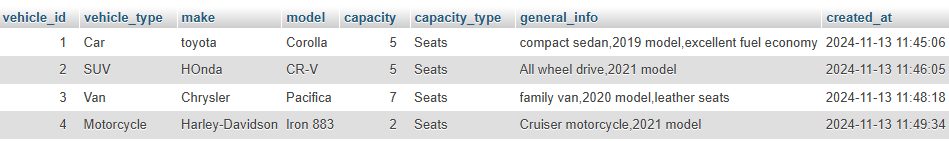 vehicle_id vehicle_type make model capacity capacity_type general_info created_at
1 Car toyota Corolla 5 Seats compact sedan,2019 model,excellent fuel economy 2024-11-13 11:45:06
2 SUV HOnda CR-V 5 Seats All wheel drive,2021 model 2024-11-13 11:46:05
3 Van Chrysler Pacifica 7 Seats family van,2020 model,leather seats 2024-11-13 11:48:18
4 Motorcycle Harley-Davidson Iron 883 2 Seats Cruiser motorcycle,2021 model 2024-11-13 11:49:34